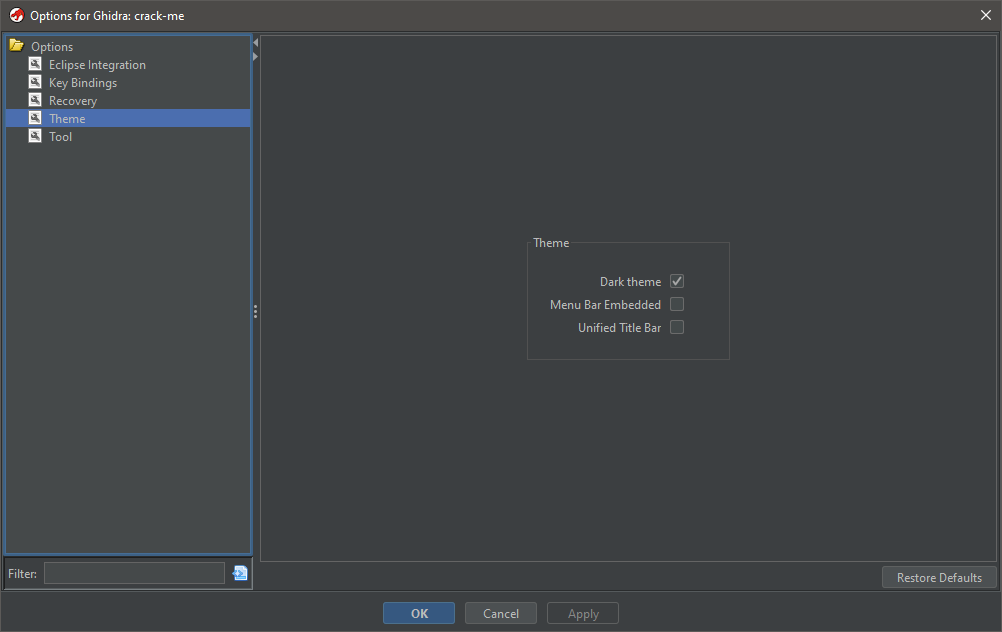 Options for Ghidra: crack-me
Options
Eclipse Integration
Key Bindings
Recovery
Theme
Tool
Theme
Dark theme
Menu Bar Embedded
Unified Title Bar
Filter:
Restore Defaults
OK
Cancel
Apply